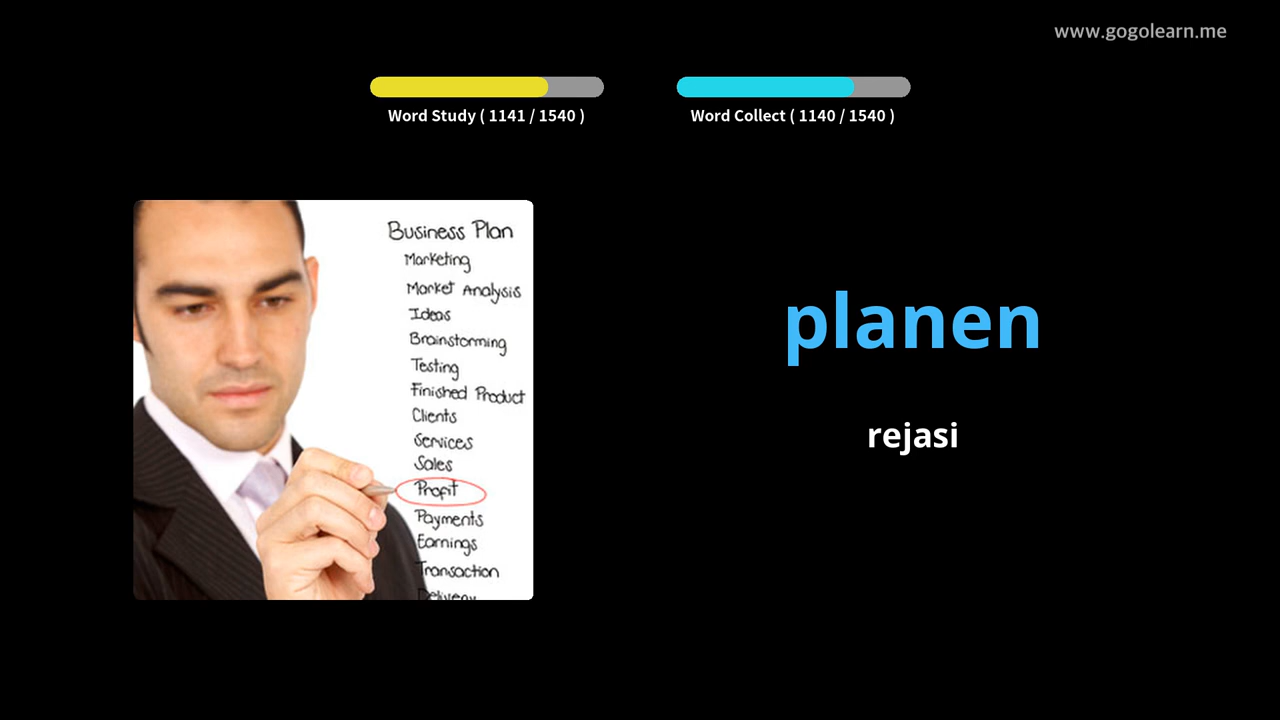 www.gogolearn.me
Word Study ( 1141 / 1540 )
Word Collect ( 1140 / 1540 )
Business Plan
Marketing
Market Analysis
Ideas
Brainstorming
Testing
Finished Product
Clients
Services
Sales
Profit
Payments
Earnings
Transaction
Delivery
planen
rejasi